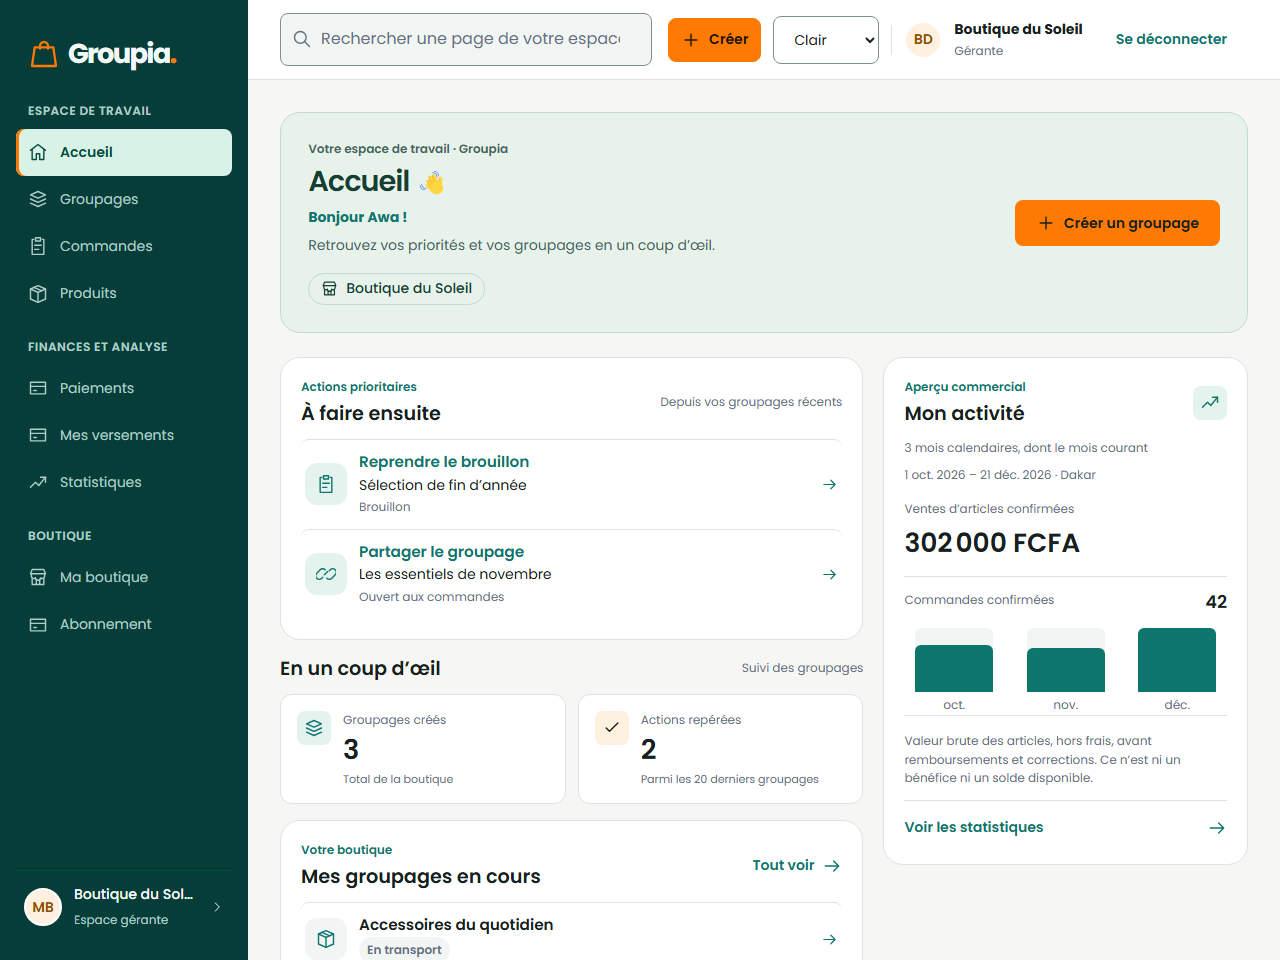 Groupia.
ESPACE DE TRAVAIL
Accueil
Groupages
Commandes
Produits
FINANCES ET ANALYSE
Paiements
Mes versements
Statistiques
BOUTIQUE
Ma boutique
Abonnement
MB
Boutique du Sol...
Espace gérante
Rechercher une page de votre espac
Créer
Clair
BD
Boutique du Soleil
Gérante
Se déconnecter
Votre espace de travail · Groupia
Accueil 👋
Bonjour Awa !
Retrouvez vos priorités et vos groupages en un coup d’œil.
Boutique du Soleil
Créer un groupage
Actions prioritaires
À faire ensuite
Depuis vos groupages récents
Reprendre le brouillon
Sélection de fin d’année
Brouillon
Partager le groupage
Les essentiels de novembre
Ouvert aux commandes
En un coup d’œil
Suivi des groupages
Groupages créés
3
Total de la boutique
Actions repérées
2
Parmi les 20 derniers groupages
Votre boutique
Mes groupages en cours
Tout voir
Accessoires du quotidien
En transport
Aperçu commercial
Mon activité
3 mois calendaires, dont le mois courant
1 oct. 2026 – 21 déc. 2026 · Dakar
Ventes d’articles confirmées
302 000 FCFA
Commandes confirmées
42
oct.
nov.
déc.
Valeur brute des articles, hors frais, avant
remboursements et corrections. Ce n’est ni un
bénéfice ni un solde disponible.
Voir les statistiques